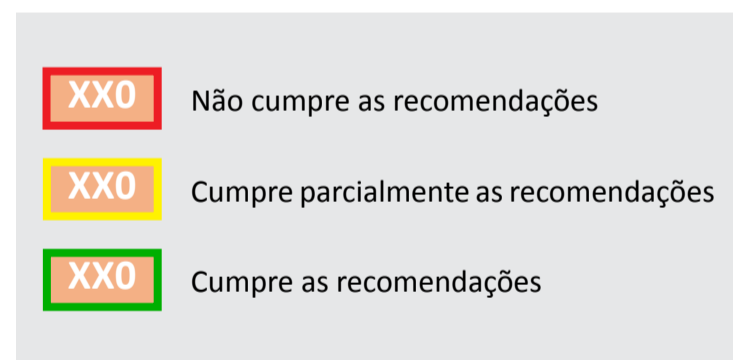 XX0 Não cumpre as recomendações
XX0 Cumpre parcialmente as recomendações
XX0 Cumpre as recomendações